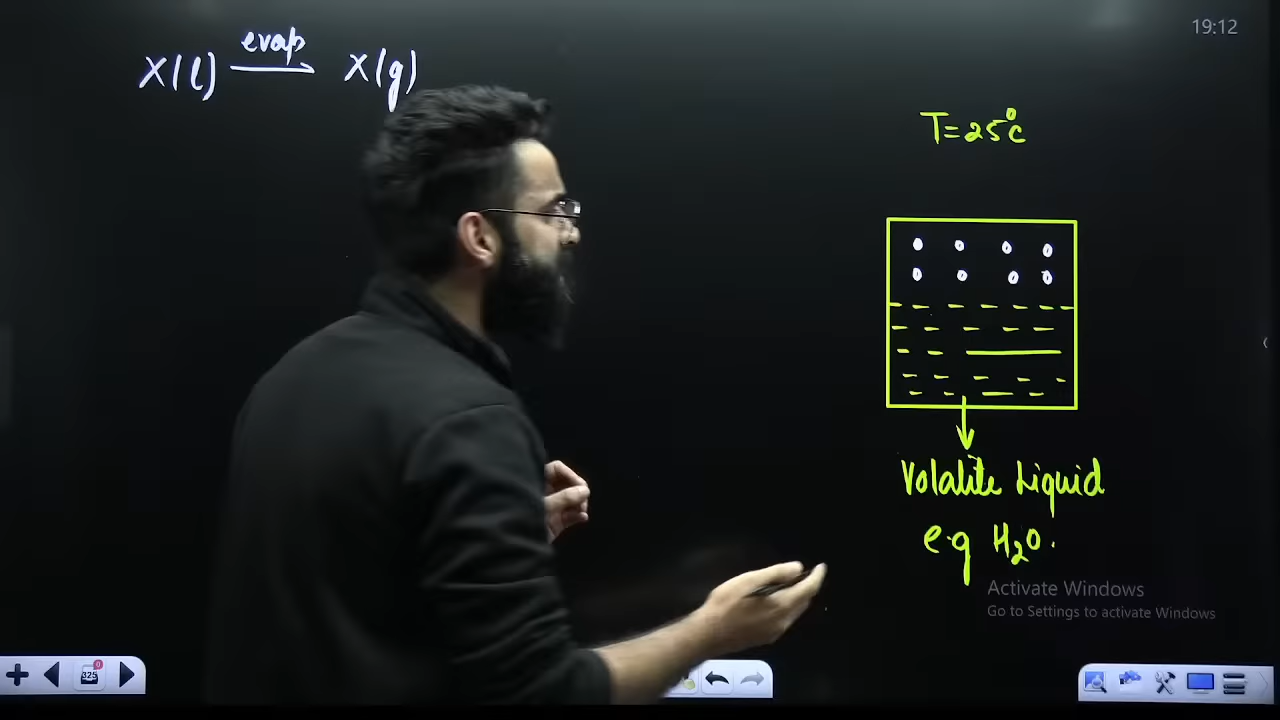 19:12
X(l) evap → X(g)
T=25°C
Volatile Liquid
e.g H₂O.
Activate Windows
Go to Settings to activate Windows
325